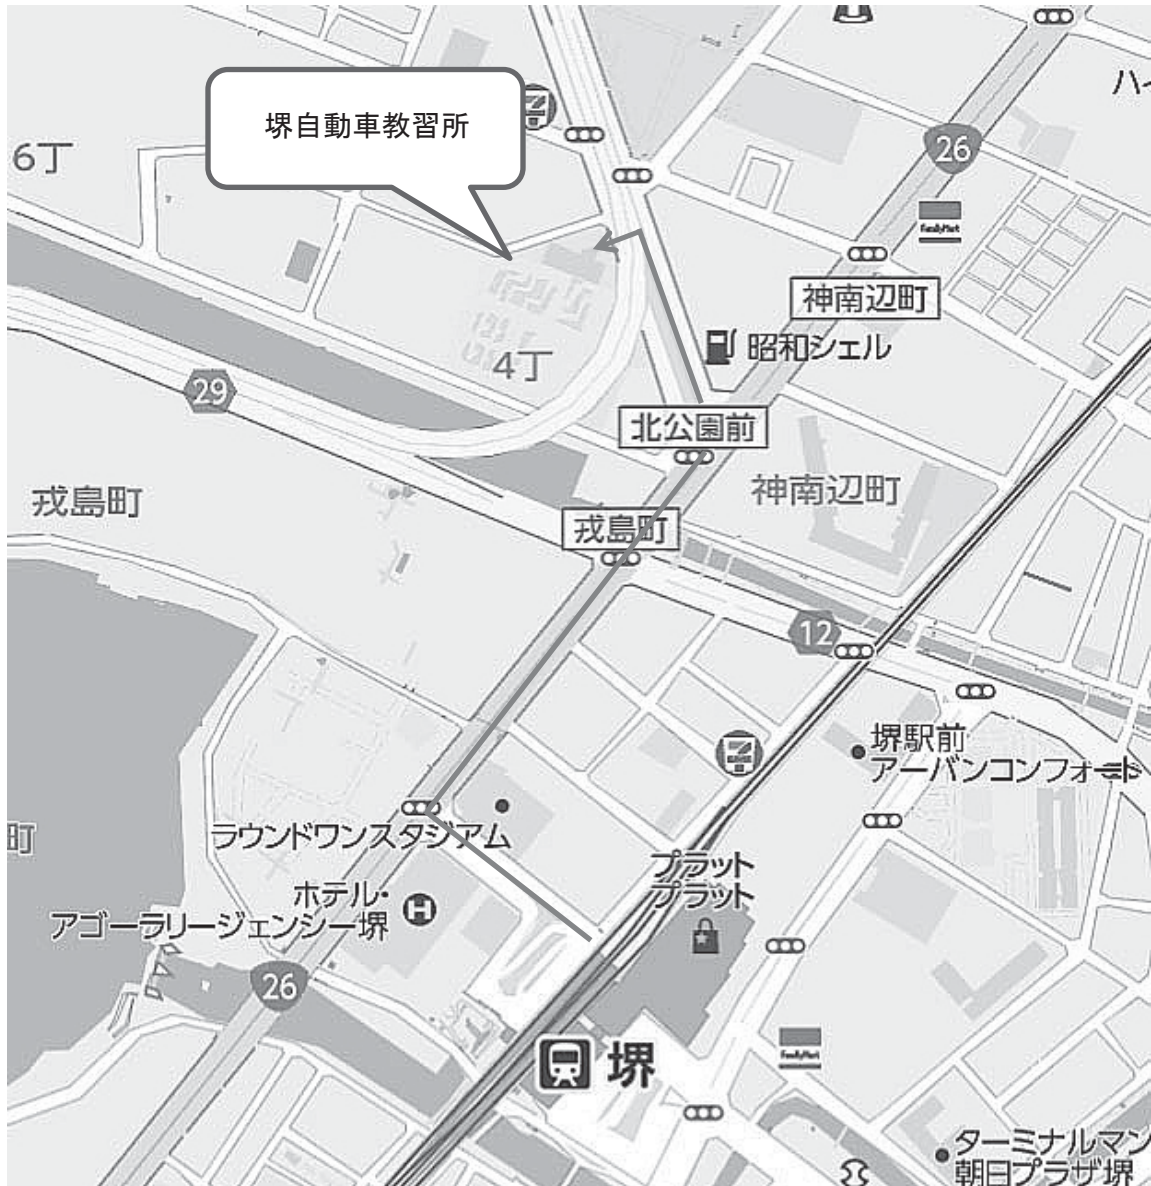 ハイ
堺自動車教習所
6丁
26
FamilyMart
神南辺町
昭和シェル
4丁
29
北公園前
神南辺町
戎島町
戎島町
12
堺駅前
アーバンコンフォート
町
ラウンドワンスタジアム
プラット
プラット
ホテル・
アゴーラリージェンシー堺
H
26
FamilyMart
堺
ターミナルマン
朝日プラザ堺